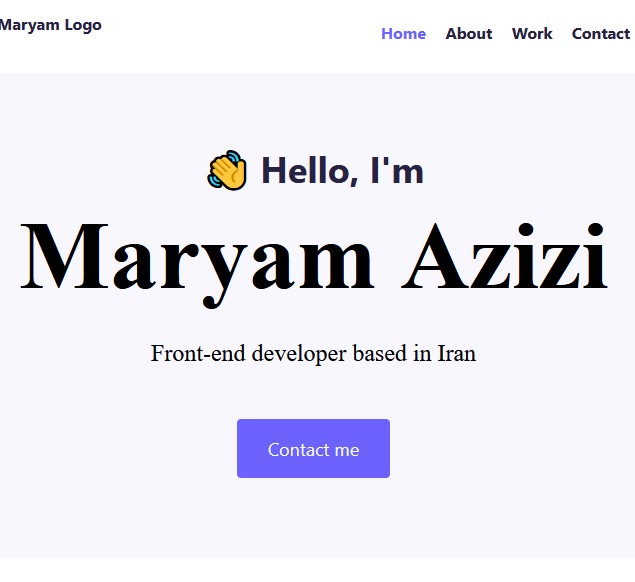 Maryam Logo
Home About Work Contact
👋 Hello, I'm
Maryam Azizi
Front-end developer based in Iran
Contact me